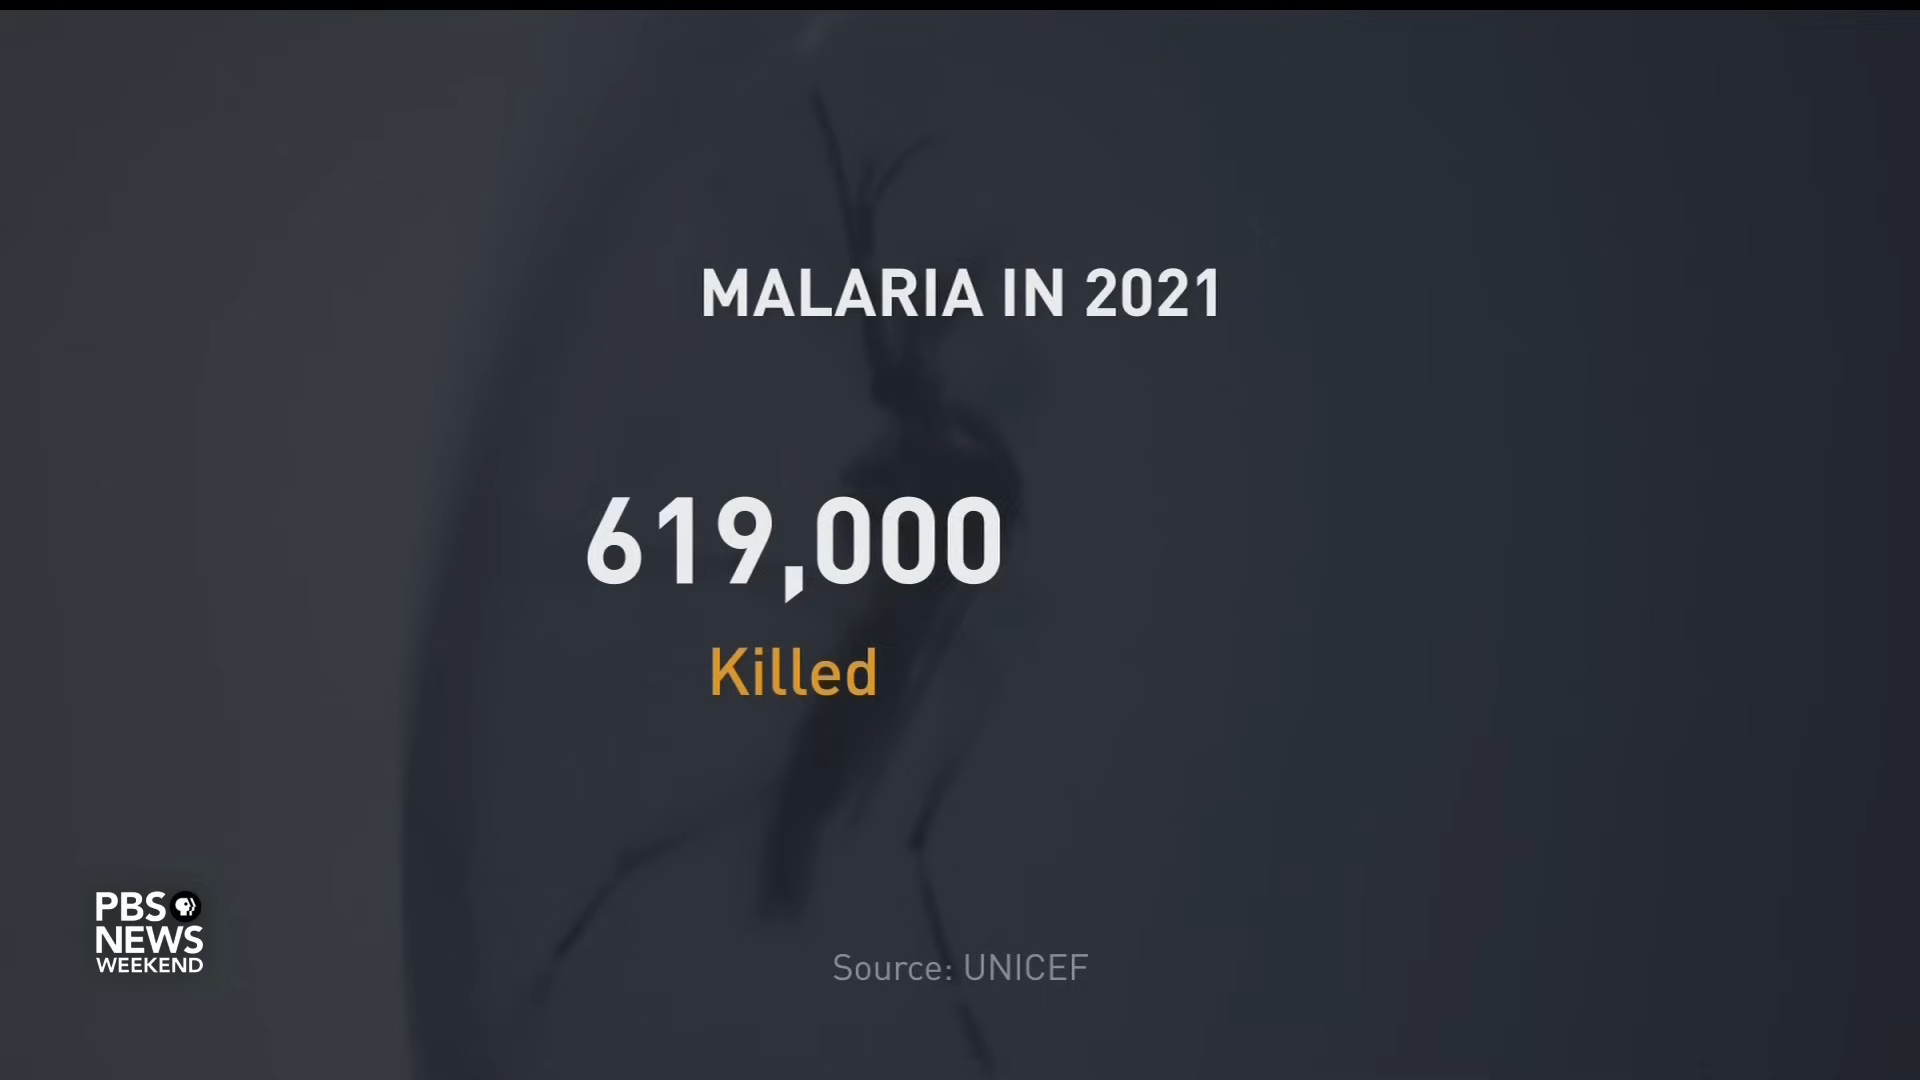 MALARIA IN 2021
619,000
Killed
PBS
NEWS
WEEKEND
Source: UNICEF